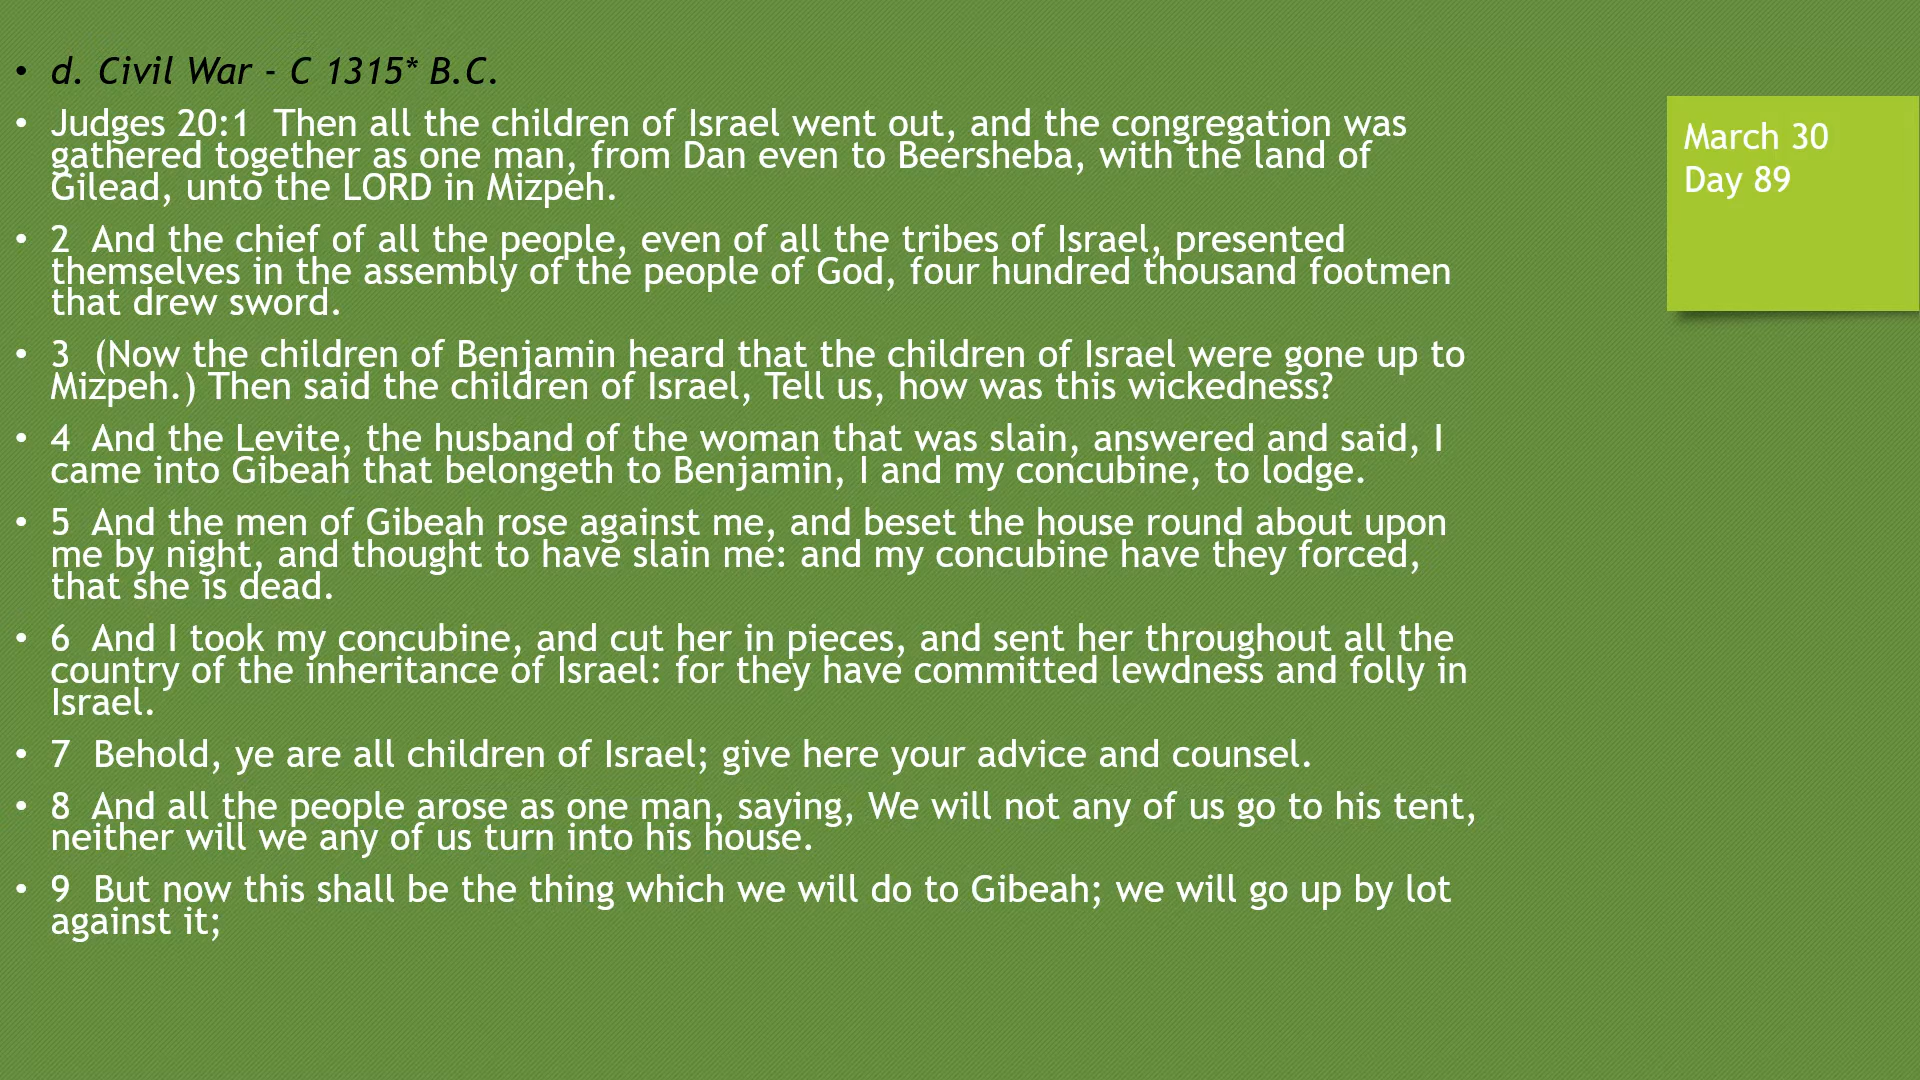 • d. Civil War - C 1315* B.C.
• Judges 20:1  Then all the children of Israel went out, and the congregation was
gathered together as one man, from Dan even to Beersheba, with the land of
Gilead, unto the LORD in Mizpeh.
• 2  And the chief of all the people, even of all the tribes of Israel, presented
themselves in the assembly of the people of God, four hundred thousand footmen
that drew sword.
• 3  (Now the children of Benjamin heard that the children of Israel were gone up to
Mizpeh.) Then said the children of Israel, Tell us, how was this wickedness?
• 4  And the Levite, the husband of the woman that was slain, answered and said, I
came into Gibeah that belongeth to Benjamin, I and my concubine, to lodge.
• 5  And the men of Gibeah rose against me, and beset the house round about upon
me by night, and thought to have slain me: and my concubine have they forced,
that she is dead.
• 6  And I took my concubine, and cut her in pieces, and sent her throughout all the
country of the inheritance of Israel: for they have committed lewdness and folly in
Israel.
• 7  Behold, ye are all children of Israel; give here your advice and counsel.
• 8  And all the people arose as one man, saying, We will not any of us go to his tent,
neither will we any of us turn into his house.
• 9  But now this shall be the thing which we will do to Gibeah; we will go up by lot
against it;
March 30
Day 89